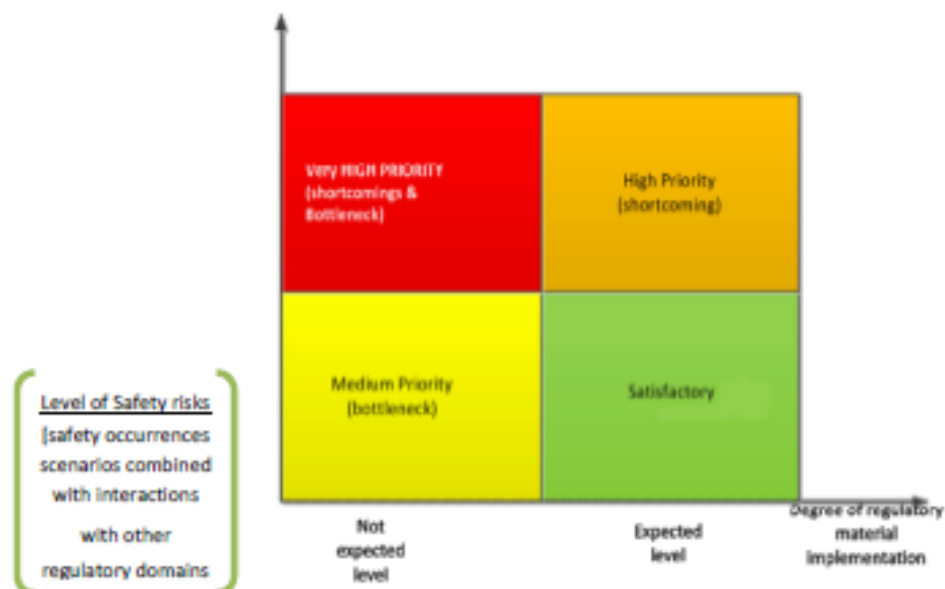 Very HIGH PRIORITY
(shortcomings &
Bottleneck)
High Priority
(shortcoming)
Medium Priority
(bottleneck)
Satisfactory
Level of Safety risks
[safety occurrences
scenarios combined
with interactions
with other
regulatory domains
Not
expected
level
Expected
level
Degree of regulatory
material
implementation